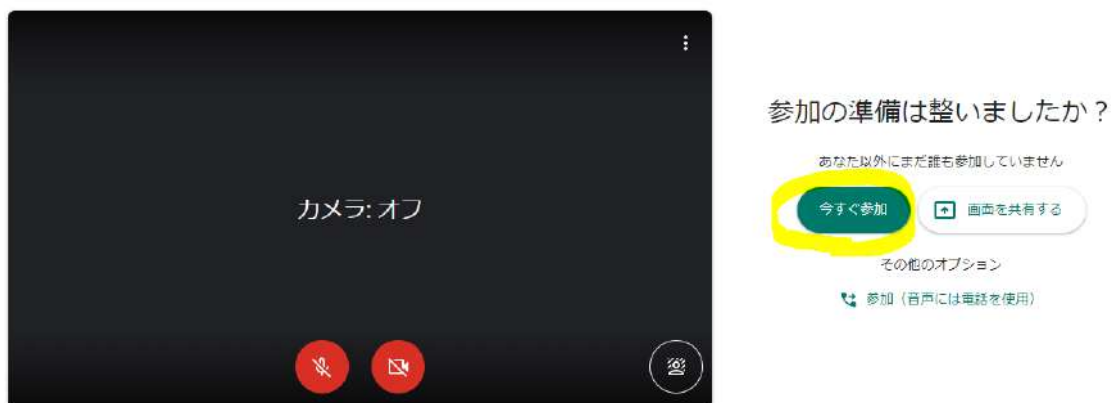 カメラ: オフ
参加の準備は整いましたか？
あなた以外にまだ誰も参加していません
今すぐ参加
画面を共有する
その他のオプション
参加（音声には電話を使用）